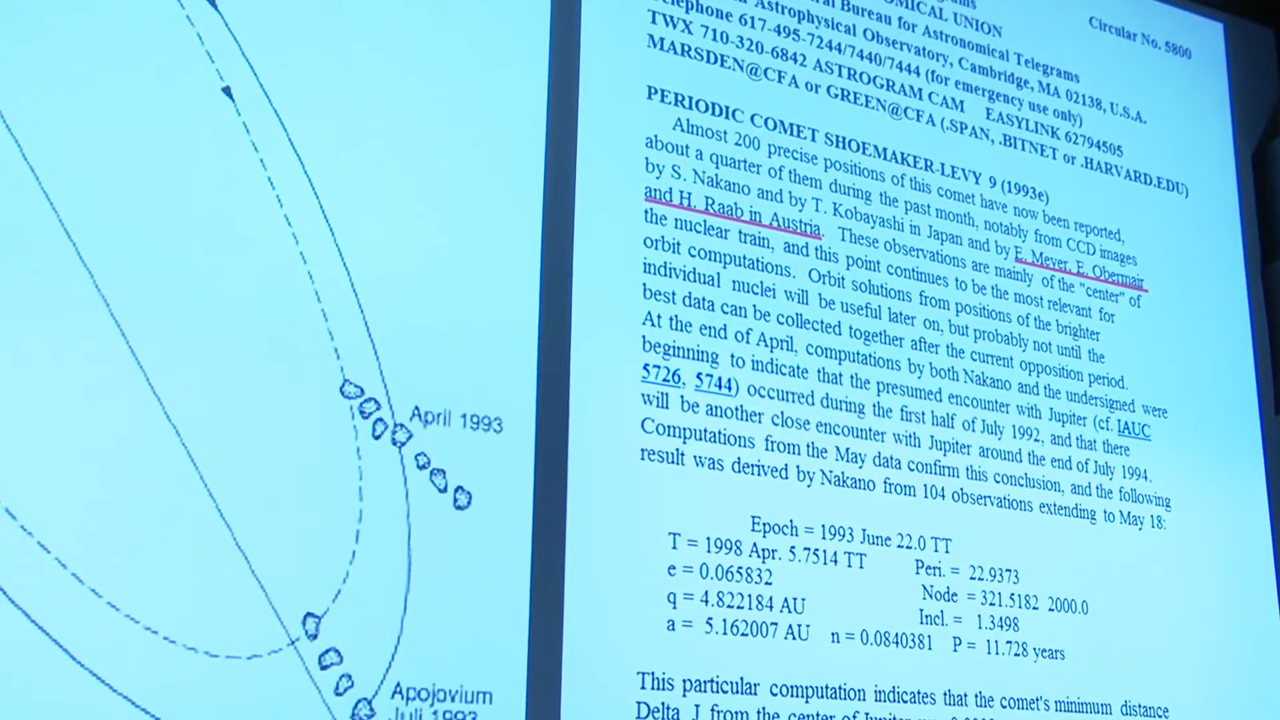 April 1993
Apojovium
Juli 1993
MICAL UNION
Circular No. 5800
Bureau for Astronomical Telegrams
Astrophysical Observatory, Cambridge, MA 02138, U.S.A.
Telephone 617-495-7244/7440/7444 (for emergency use only)
TWX 710-320-6842 ASTROGRAM CAM EASYLINK 62794505
MARSDEN@CFA or GREEN@CFA (.SPAN, .BITNET or .HARVARD.EDU)
PERIODIC COMET SHOEMAKER-LEVY 9 (1993e)
Almost 200 precise positions of this comet have now been reported,
about a quarter of them during the past month, notably from CCD images
by S. Nakano and by T. Kobayashi in Japan and by E. Meyer, E. Obermair
and H. Raab in Austria. These observations are mainly of the "center" of
the nuclear train, and this point continues to be the most relevant for
orbit computations. Orbit solutions from positions of the brighter
individual nuclei will be useful later on, but probably not until the
best data can be collected together after the current opposition period.
At the end of April, computations by both Nakano and the undersigned were
beginning to indicate that the presumed encounter with Jupiter (cf. IAUC
5726, 5744) occurred during the first half of July 1992, and that there
will be another close encounter with Jupiter around the end of July 1994.
Computations from the May data confirm this conclusion, and the following
result was derived by Nakano from 104 observations extending to May 18:
Epoch = 1993 June 22.0 TT
T = 1998 Apr. 5.7514 TT Peri. = 22.9373
e = 0.065832 Node = 321.5182 2000.0
q = 4.822184 AU Incl. = 1.3498
a = 5.162007 AU n = 0.0840381 P = 11.728 years
This particular computation indicates that the comet's minimum distance
Delta_J from the center of Jupiter